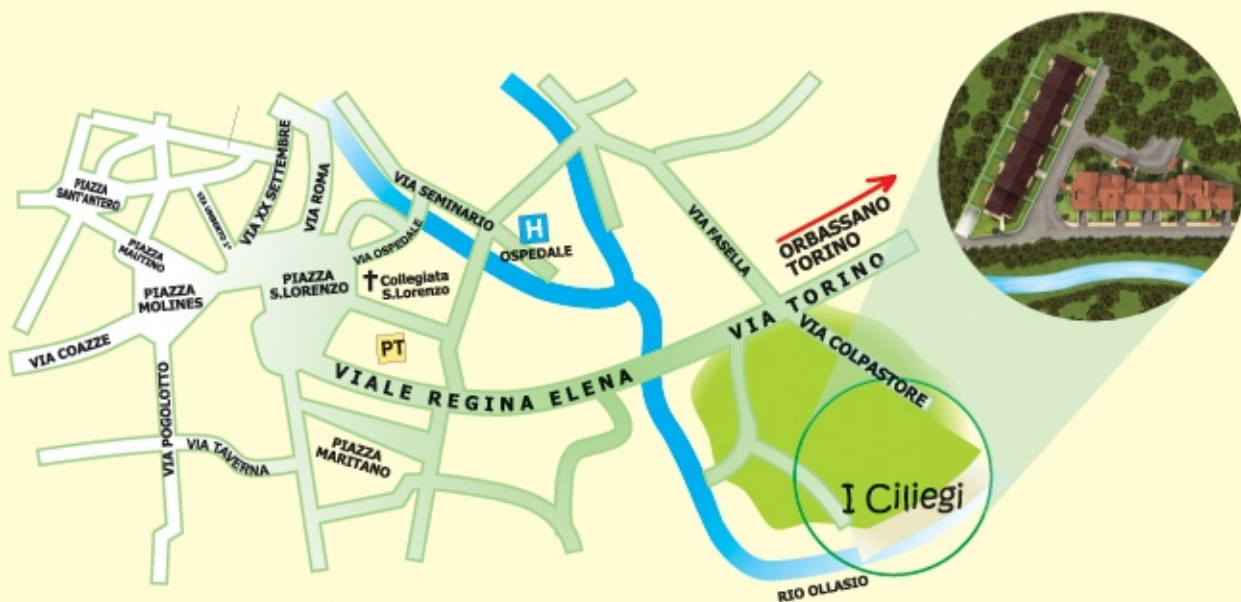 PIAZZA
SANT'ANTERO
PIAZZA
MAUTINO
VIA XX SETTEMBRE
VIA ROMA
VIA SEMINARIO
VIA OSPEDALE
H
OSPEDALE
PIAZZA
MOLINES
PIAZZA
S.LORENZO
Collegiata
S.Lorenzo
VIA FASELLA
ORBASSANO
TORINO
VIA TORINO
VIA COAZZE
PT
VIALE REGINA ELENA
VIA COLPASTORE
VIA POGOLOTTO
VIA TAVERNA
PIAZZA
MARITANO
I Ciliegi
RIO OLLASIO